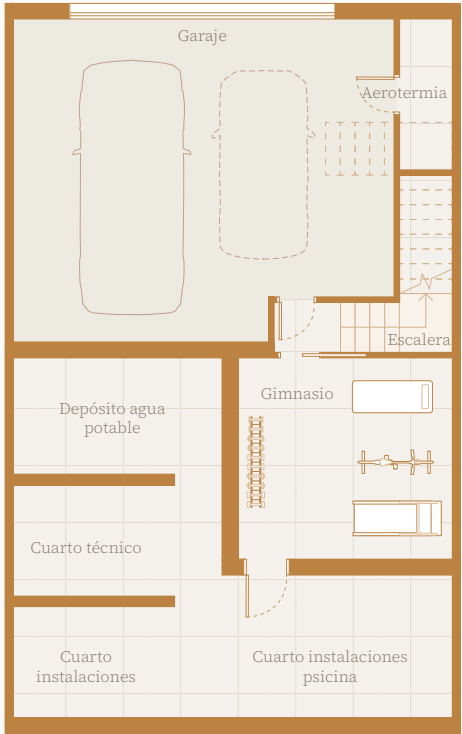 Garaje
Aerotermia
Escalera
Gimnasio
Depósito agua
potable
Cuarto técnico
Cuarto
instalaciones
Cuarto instalaciones
psicina